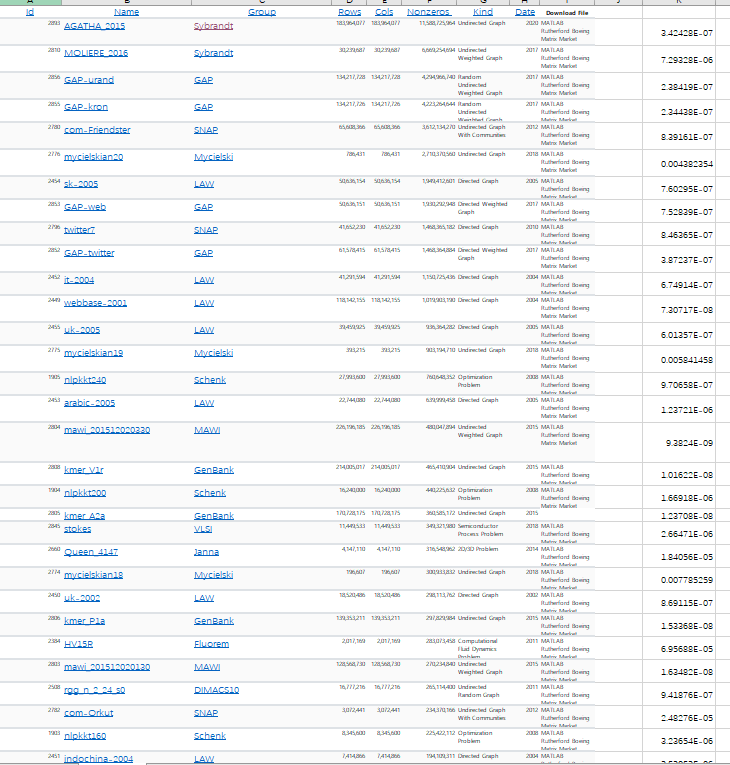 Id Name Group Rows Cols Nonzeros Kind Date Download File
2893 AGATHA_2015 Sybrandt 183,964,077 183,964,077 11,588,725,964 Undirected Graph 2020 MATLAB Rutherford Boeing Matrix Market 3.42428E-07
2810 MOLIERE_2016 Sybrandt 30,239,687 30,239,687 6,669,254,694 Undirected Weighted Graph 2017 MATLAB Rutherford Boeing Matrix Market 7.29328E-06
2856 GAP-urand GAP 134,217,728 134,217,728 4,294,966,740 Random Undirected Graph 2017 MATLAB Rutherford Boeing Matrix Market 2.38419E-07
2855 GAP-kron GAP 134,217,726 134,217,726 4,223,264,644 Random Undirected Weighted Graph 2017 MATLAB Rutherford Boeing Matrix Market 2.34438E-07
2780 com-Friendster SNAP 65,608,366 65,608,366 3,612,134,270 Undirected Graph With Communities 2012 MATLAB Rutherford Boeing Matrix Market 8.39161E-07
2776 mycielskian20 Mycielski 786,431 786,431 2,710,370,560 Undirected Graph 2018 MATLAB Rutherford Boeing Matrix Market 0.004382354
2454 sk-2005 LAW 50,636,154 50,636,154 1,949,412,601 Directed Graph 2005 MATLAB Rutherford Boeing Matrix Market 7.60295E-07
2853 GAP-web GAP 50,636,151 50,636,151 1,930,292,948 Directed Weighted Graph 2017 MATLAB Rutherford Boeing Matrix Market 7.52839E-07
2796 twitter7 SNAP 41,652,230 41,652,230 1,468,365,182 Directed Graph 2010 MATLAB Rutherford Boeing Matrix Market 8.46365E-07
2852 GAP-twitter GAP 61,578,415 61,578,415 1,468,364,884 Directed Weighted Graph 2017 MATLAB Rutherford Boeing Matrix Market 3.87237E-07
2452 it-2004 LAW 41,291,594 41,291,594 1,150,725,436 Directed Graph 2004 MATLAB Rutherford Boeing Matrix Market 6.74914E-07
2449 webbase-2001 LAW 118,142,155 118,142,155 1,019,903,190 Directed Graph 2004 MATLAB Rutherford Boeing Matrix Market 7.30717E-08
2455 uk-2005 LAW 39,459,925 39,459,925 936,364,282 Directed Graph 2005 MATLAB Rutherford Boeing Matrix Market 6.01357E-07
2775 mycielskian19 Mycielski 393,215 393,215 903,194,710 Undirected Graph 2018 MATLAB Rutherford Boeing Matrix Market 0.005841458
1905 nlpkkt240 Schenk 27,993,600 27,993,600 760,648,352 Optimization Problem 2008 MATLAB Rutherford Boeing Matrix Market 9.70658E-07
2453 arabic-2005 LAW 22,744,080 22,744,080 639,999,458 Directed Graph 2005 MATLAB Rutherford Boeing Matrix Market 1.23721E-06
2804 mawi_201512020330 MAWI 226,196,185 226,196,185 480,047,894 Undirected Weighted Graph 2015 MATLAB Rutherford Boeing Matrix Market 9.3824E-09
2808 kmer_V1r GenBank 214,005,017 214,005,017 465,410,904 Undirected Graph 2015 MATLAB Rutherford Boeing Matrix Market 1.01622E-08
1904 nlpkkt200 Schenk 16,240,000 16,240,000 440,225,632 Optimization Problem 2008 MATLAB Rutherford Boeing Matrix Market 1.66918E-06
2805 kmer_A2a GenBank 170,728,175 170,728,175 360,585,172 Undirected Graph 2015 1.23708E-08
2845 stokes VLSI 11,449,533 11,449,533 349,321,980 Semiconductor Process Problem 2018 MATLAB Rutherford Boeing Matrix Market 2.66471E-06
2660 Queen_4147 Janna 4,147,110 4,147,110 316,548,962 2D/3D Problem 2014 MATLAB Rutherford Boeing Matrix Market 1.84056E-05
2774 mycielskian18 Mycielski 196,607 196,607 300,933,832 Undirected Graph 2018 MATLAB Rutherford Boeing Matrix Market 0.007785259
2450 uk-2002 LAW 18,520,486 18,520,486 298,113,762 Directed Graph 2002 MATLAB Rutherford Boeing Matrix Market 8.69115E-07
2806 kmer_P1a GenBank 139,353,211 139,353,211 297,829,984 Undirected Graph 2015 MATLAB Rutherford Boeing Matrix Market 1.53368E-08
2384 HV15R Fluorem 2,017,169 2,017,169 283,073,458 Computational Fluid Dynamics Problem 2011 MATLAB Rutherford Boeing Matrix Market 6.95688E-05
2803 mawi_201512020130 MAWI 128,568,730 128,568,730 270,234,840 Undirected Weighted Graph 2015 MATLAB Rutherford Boeing Matrix Market 1.63482E-08
2508 rgg_n_2_24_s0 DIMACS10 16,777,216 16,777,216 265,114,400 Undirected Random Graph 2011 MATLAB Rutherford Boeing Matrix Market 9.41876E-07
2782 com-Orkut SNAP 3,072,441 3,072,441 234,370,166 Undirected Graph With Communities 2012 MATLAB Rutherford Boeing Matrix Market 2.48276E-05
1903 nlpkkt160 Schenk 8,345,600 8,345,600 225,422,112 Optimization Problem 2008 MATLAB Rutherford Boeing Matrix Market 3.23654E-06
2451 indochina-2004 LAW 7,414,866 7,414,866 194,109,311 Directed Graph 2004 MATLAB Rutherford Boeing